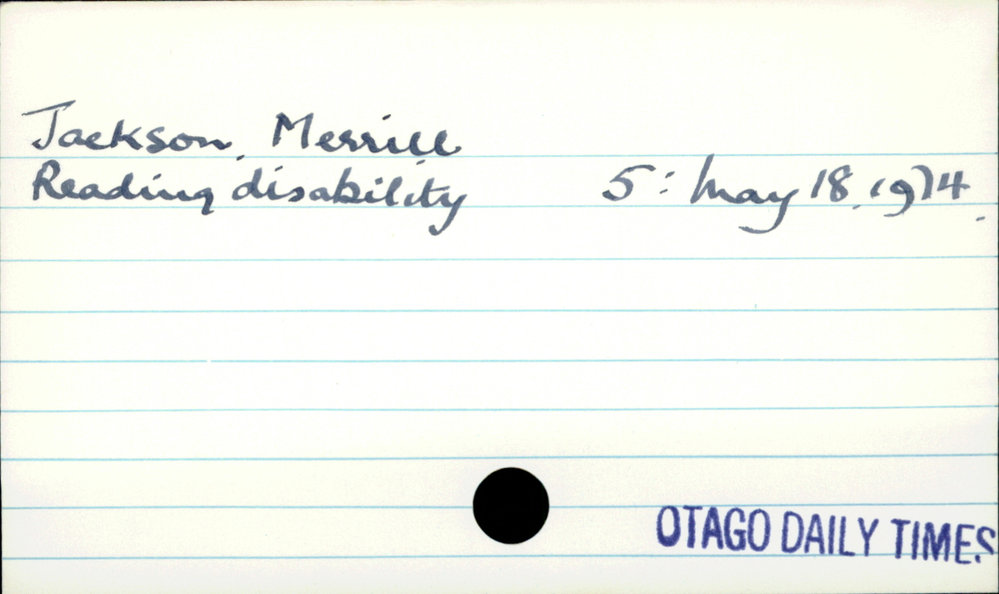 Jackson, Merrill
Reading disability 5: May 18, 1974.
OTAGO DAILY TIMES